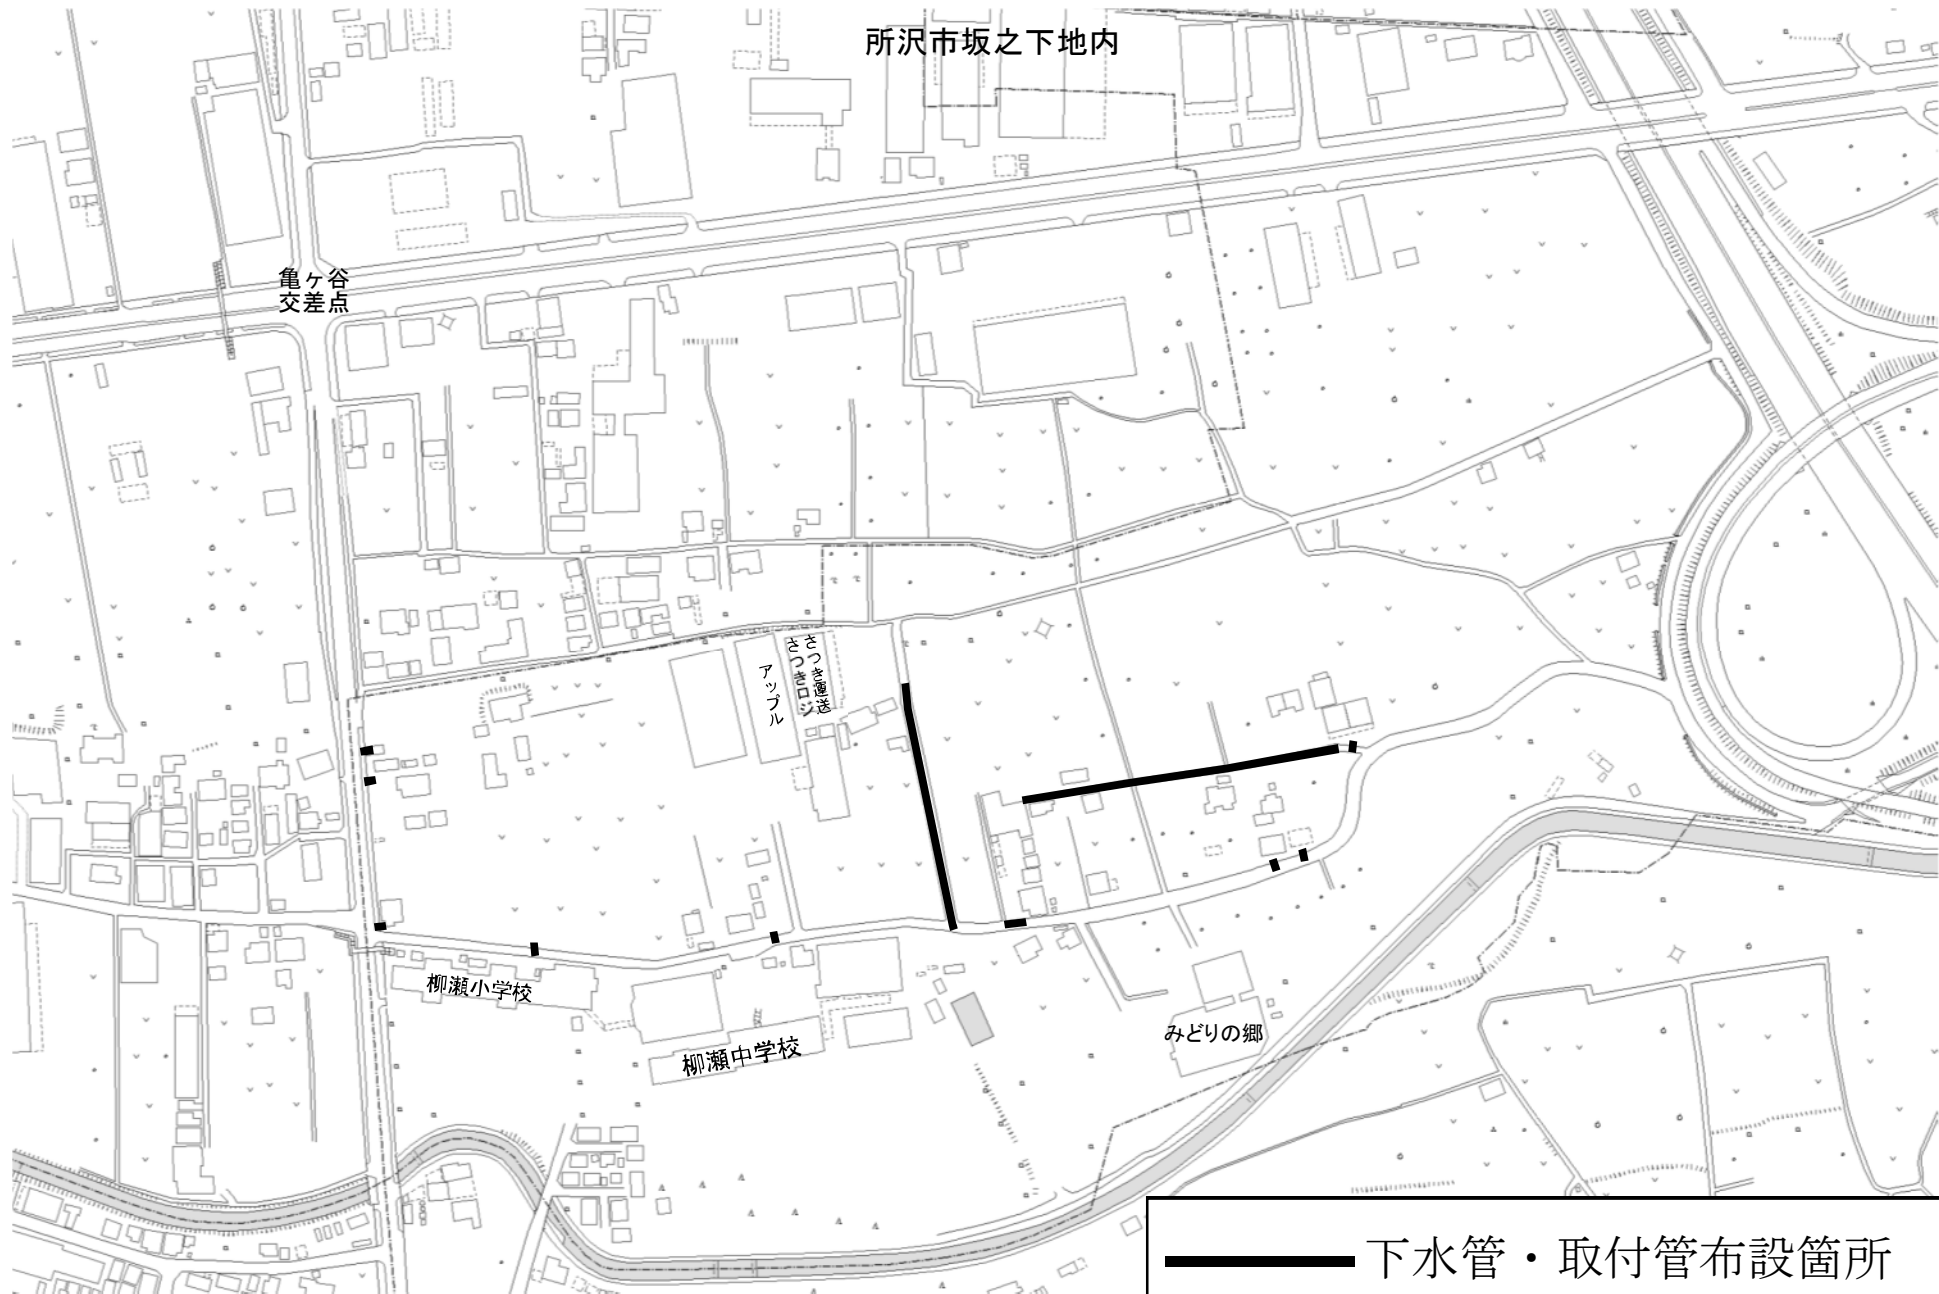 所沢市坂之下地内
亀ヶ谷
交差点
さつき運送
さつきロジ
アップル
柳瀬小学校
柳瀬中学校
みどりの郷
下水管・取付管布設箇所